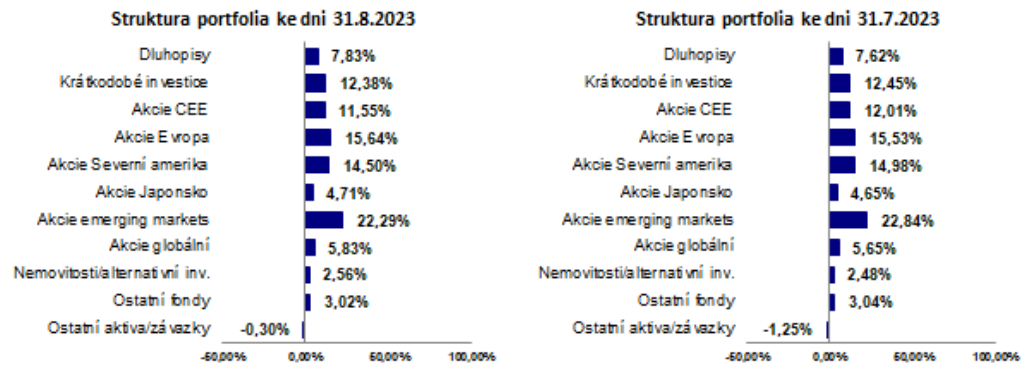 Struktura portfolia ke dni 31.8.2023
Dluhopisy 7,83%
Krátkodobé investice 12,38%
Akcie CEE 11,55%
Akcie Evropa 15,64%
Akcie Severní amerika 14,50%
Akcie Japonsko 4,71%
Akcie emerging markets 22,29%
Akcie globální 5,83%
Nemovitosti/alternativní inv. 2,56%
Ostatní fondy 3,02%
Ostatní aktiva/závazky -0,30%
-50,00% 0,00% 50,00% 100,00%
Struktura portfolia ke dni 31.7.2023
Dluhopisy 7,62%
Krátkodobé investice 12,45%
Akcie CEE 12,01%
Akcie Evropa 15,53%
Akcie Severní amerika 14,98%
Akcie Japonsko 4,65%
Akcie emerging markets 22,84%
Akcie globální 5,65%
Nemovitosti/alternativní inv. 2,48%
Ostatní fondy 3,04%
Ostatní aktiva/závazky -1,25%
-50,00% 0,00% 50,00% 100,00%